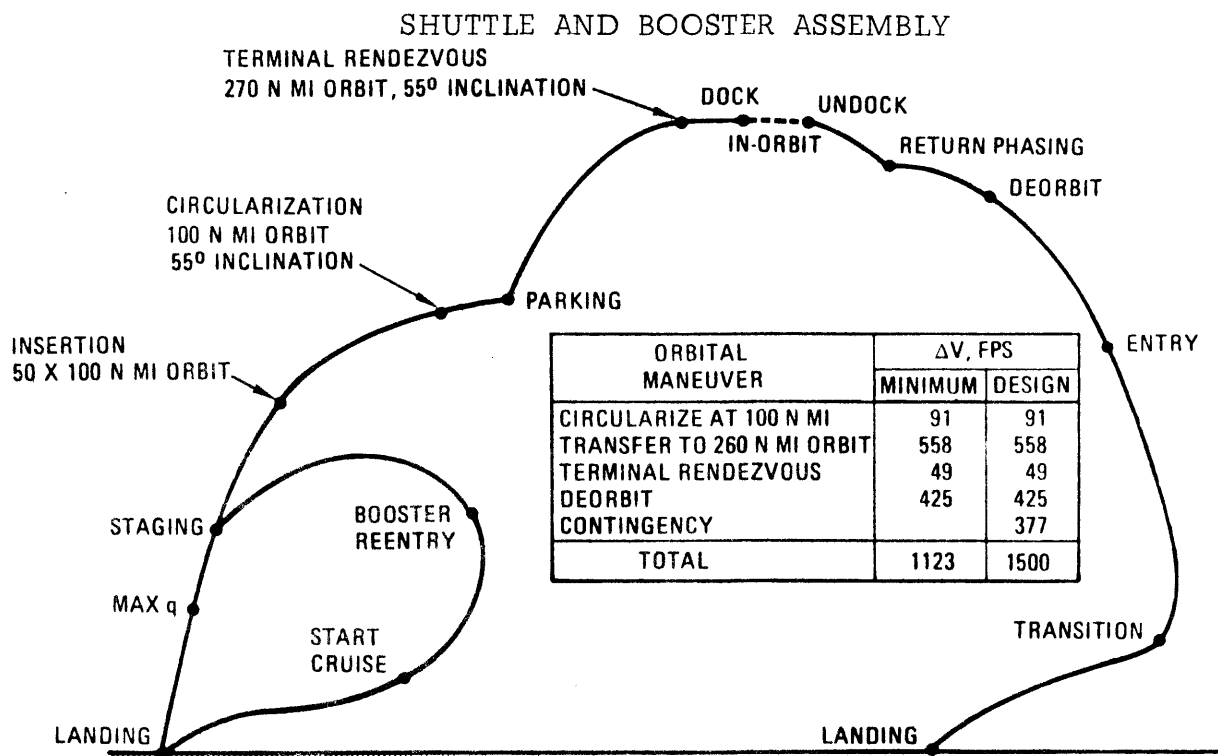 SHUTTLE AND BOOSTER ASSEMBLY
TERMINAL RENDEZVOUS
270 N MI ORBIT, 55º INCLINATION
DOCK
UNDOCK
IN-ORBIT
RETURN PHASING
DEORBIT
CIRCULARIZATION
100 N MI ORBIT
55º INCLINATION
PARKING
INSERTION
50 X 100 N MI ORBIT
ENTRY
ORBITAL MANEUVER ΔV, FPS
MINIMUM DESIGN
CIRCULARIZE AT 100 N MI 91 91
TRANSFER TO 260 N MI ORBIT 558 558
TERMINAL RENDEZVOUS 49 49
DEORBIT 425 425
CONTINGENCY 377
TOTAL 1123 1500
STAGING
BOOSTER
REENTRY
MAX q
START
CRUISE
TRANSITION
LANDING
LANDING